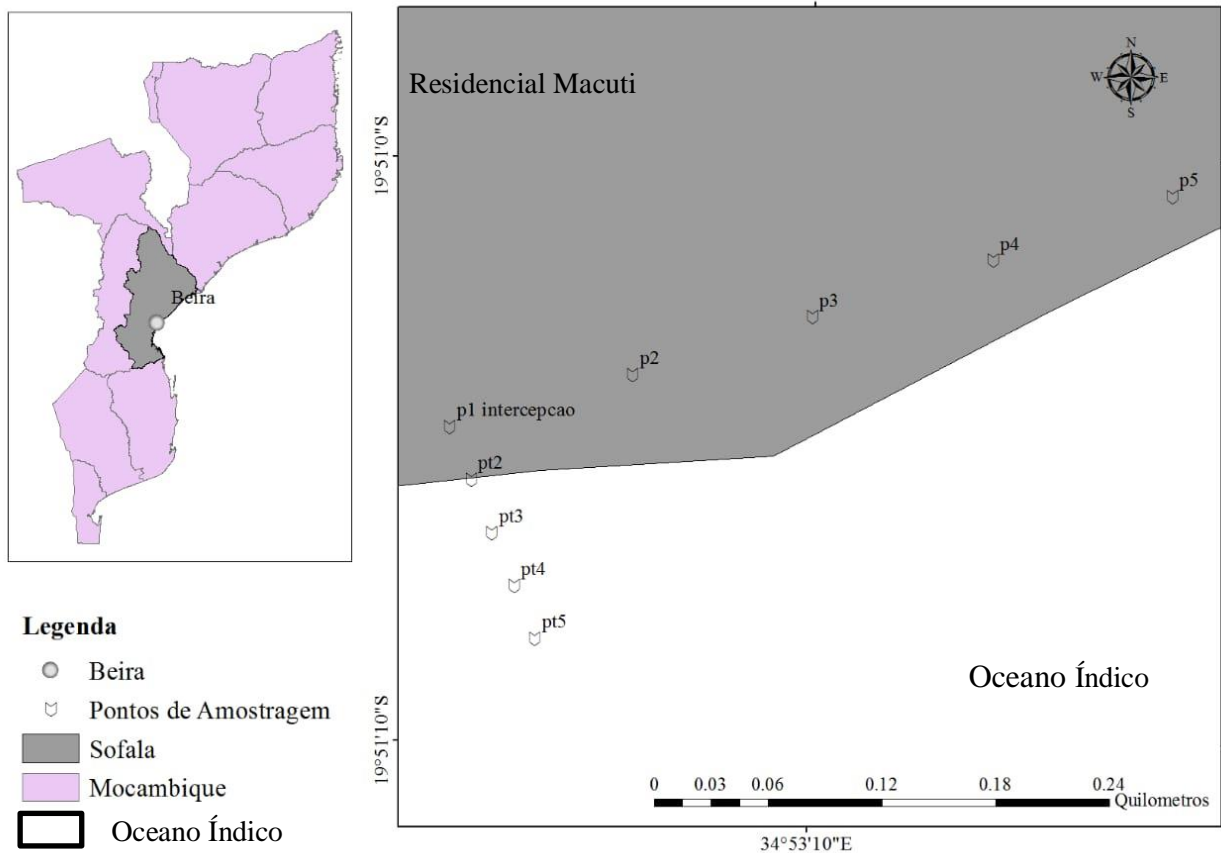 Beira
Legenda
Beira
Pontos de Amostragem
Sofala
Mocambique
Oceano Índico
Residencial Macuti
N
W E
S
19°51'0"S
p5
p4
p3
p2
p1 intercepcao
pt2
pt3
pt4
pt5
Oceano Índico
19°51'10"S
0 0.03 0.06 0.12 0.18 0.24
Quilometros
34°53'10"E